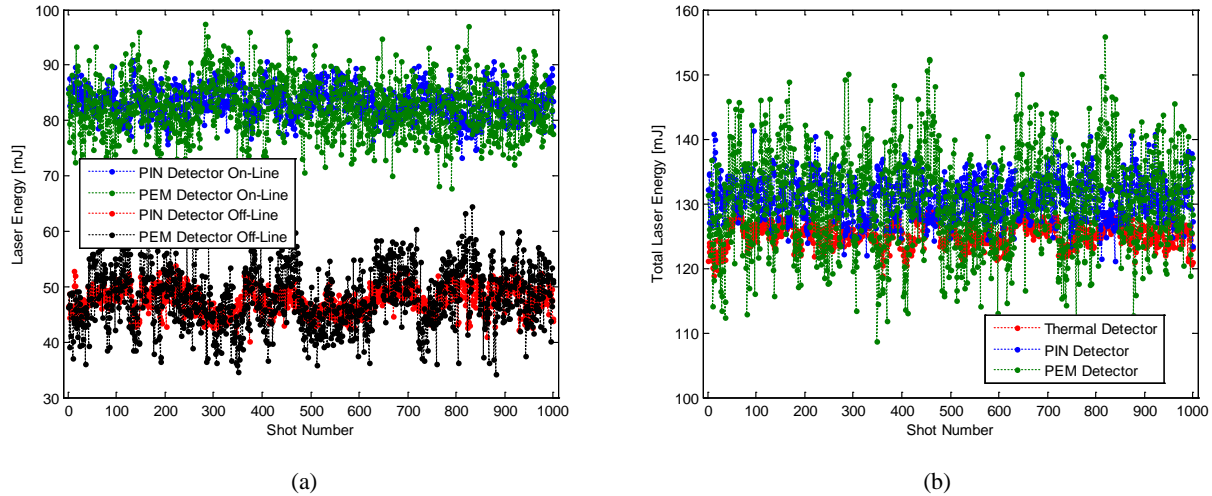 100
90
80
70
60
50
40
30
0 100 200 300 400 500 600 700 800 900 1000
Laser Energy [mJ]
Shot Number
PIN Detector On-Line
PEM Detector On-Line
PIN Detector Off-Line
PEM Detector Off-Line
(a)
160
150
140
130
120
110
100
0 100 200 300 400 500 600 700 800 900 1000
Total Laser Energy [mJ]
Shot Number
Thermal Detector
PIN Detector
PEM Detector
(b)